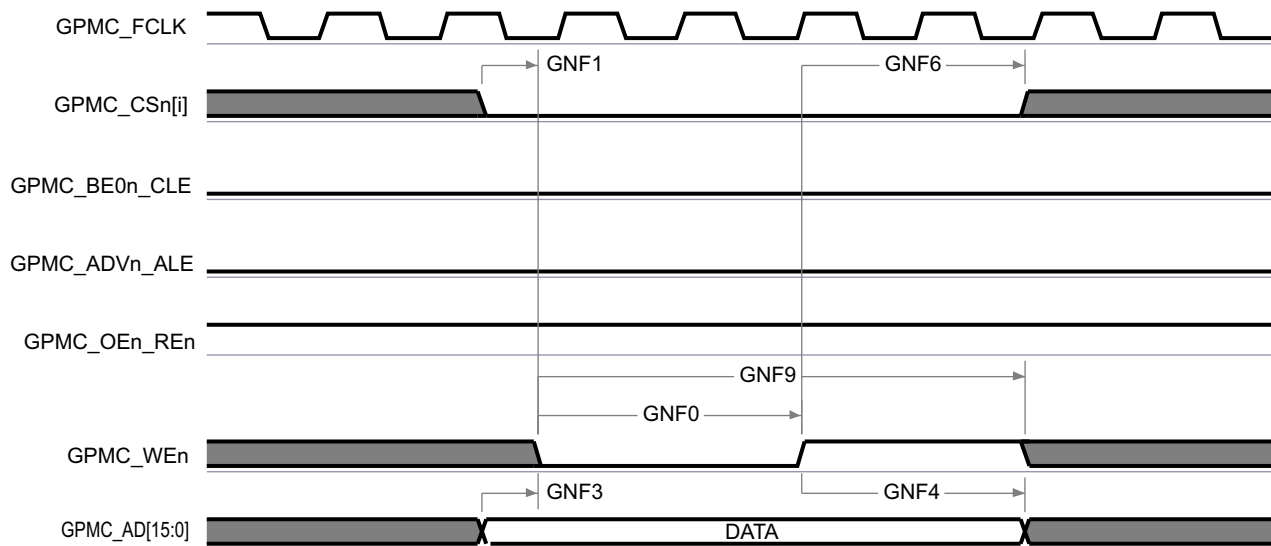 GPMC_FCLK
GNF1
GNF6
GPMC_CSn[i]
GPMC_BE0n_CLE
GPMC_ADVn_ALE
GPMC_OEn_REn
GNF9
GNF0
GPMC_WEn
GNF3
GNF4
GPMC_AD[15:0]
DATA